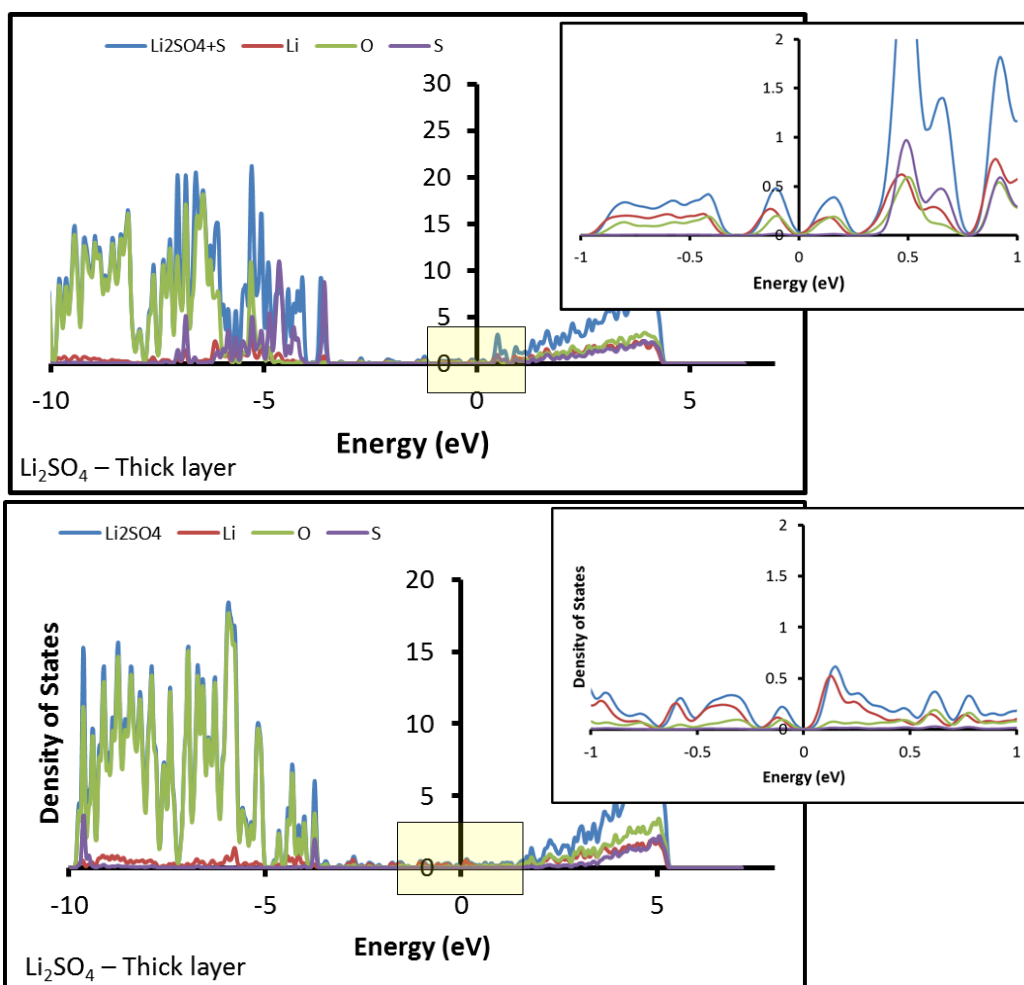 Li2SO4+S Li O S
30
25
20
15
10
5
0
-10 -5 0 5
Energy (eV)
Li₂SO₄ – Thick layer
2
1.5
1
0.5
0
-1 -0.5 0 0.5 1
Energy (eV)
Li2SO4 Li O S
Density of States
20
15
10
5
0
-10 -5 0 5
Energy (eV)
Li₂SO₄ – Thick layer
Density of States
2
1.5
1
0.5
0
-1 -0.5 0 0.5 1
Energy (eV)